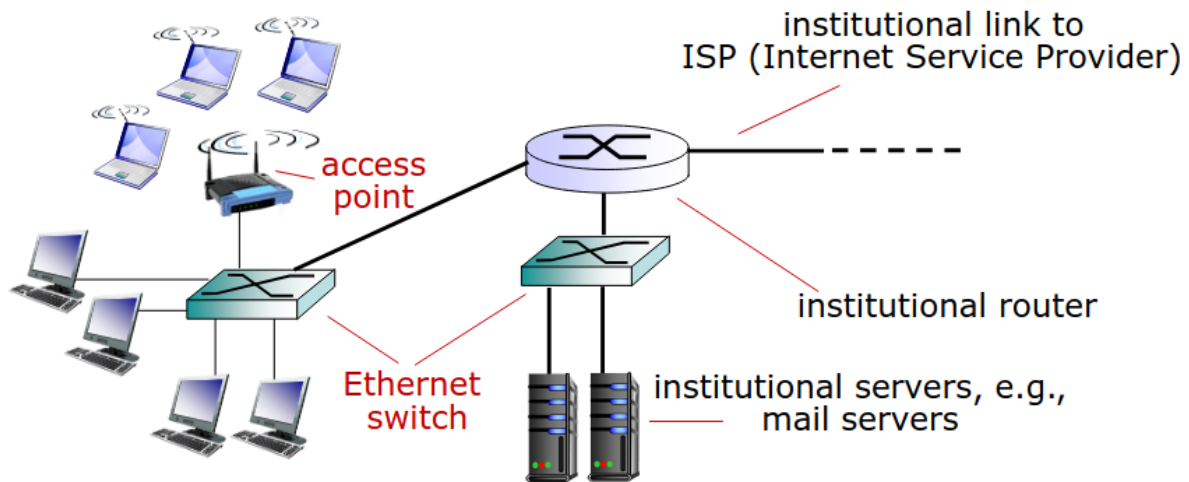 institutional link to
ISP (Internet Service Provider)
access
point
institutional router
Ethernet
switch
institutional servers, e.g.,
mail servers